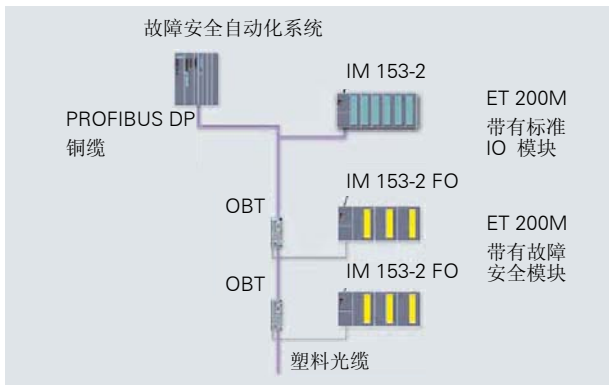 故障安全自动化系统
IM 153-2
PROFIBUS DP
铜缆
ET 200M
带有标准
IO 模块
IM 153-2 FO
OBT
ET 200M
带有故障
安全模块
IM 153-2 FO
OBT
塑料光缆